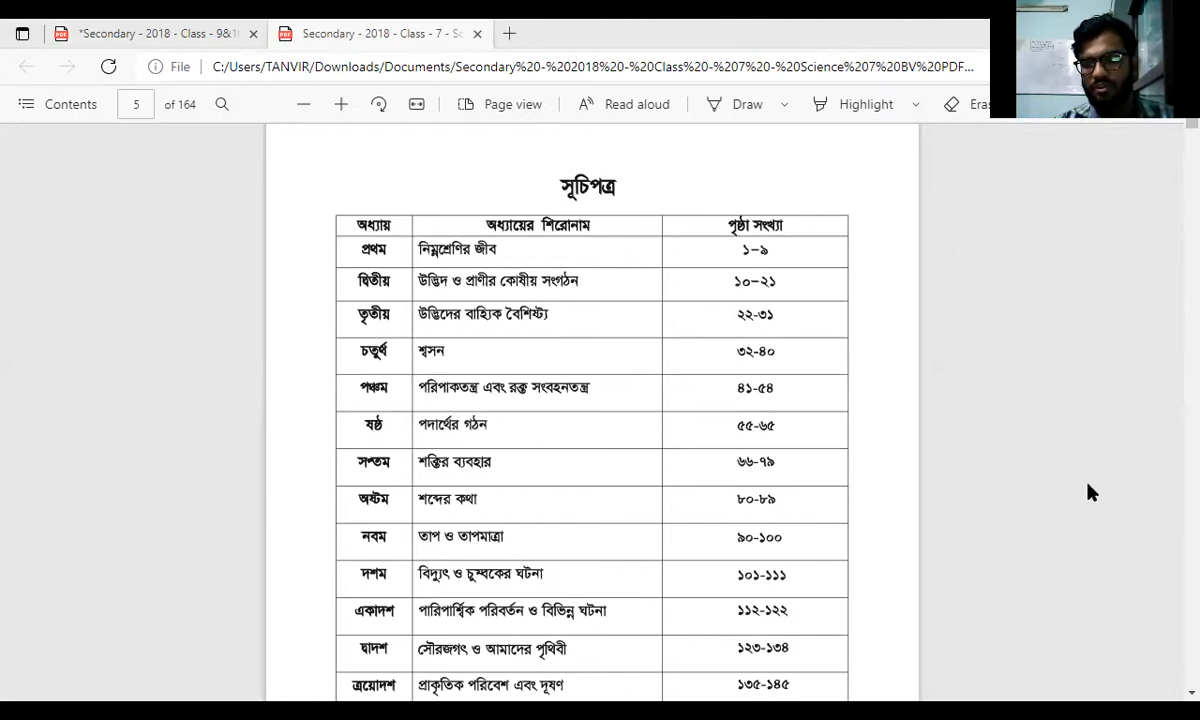 *Secondary - 2018 - Class - 9&1
Secondary - 2018 - Class - 7 - Sc
File C:/Users/TANVIR/Downloads/Documents/Secondary%20-%202018%20-%20Class%20-%207%20-%20Science%207%20BV%20PDF...
Contents 5 of 164 Page view Read aloud Draw Highlight Eras
সূচিপত্র
অধ্যায় অধ্যায়ের শিরোনাম পৃষ্ঠা সংখ্যা
প্রথম নিম্নশ্রেণির জীব ১–৯
দ্বিতীয় উদ্ভিদ ও প্রাণীর কোষীয় সংগঠন ১০–২১
তৃতীয় উদ্ভিদের বাহ্যিক বৈশিষ্ট্য ২২-৩১
চতুর্থ শ্বসন ৩২-৪০
পঞ্চম পরিপাকতন্ত্র এবং রক্ত সংবহনতন্ত্র ৪১-৫৪
ষষ্ঠ পদার্থের গঠন ৫৫-৬৫
সপ্তম শক্তির ব্যবহার ৬৬-৭৯
অষ্টম শব্দের কথা ৮০-৮৯
নবম তাপ ও তাপমাত্রা ৯০-১০০
দশম বিদ্যুৎ ও চুম্বকের ঘটনা ১০১-১১১
একাদশ পারিপার্শ্বিক পরিবর্তন ও বিভিন্ন ঘটনা ১১২-১২২
দ্বাদশ সৌরজগৎ ও আমাদের পৃথিবী ১২৩-১৩৪
ত্রয়োদশ প্রাকৃতিক পরিবেশ এবং দূষণ ১৩৫-১৪৫